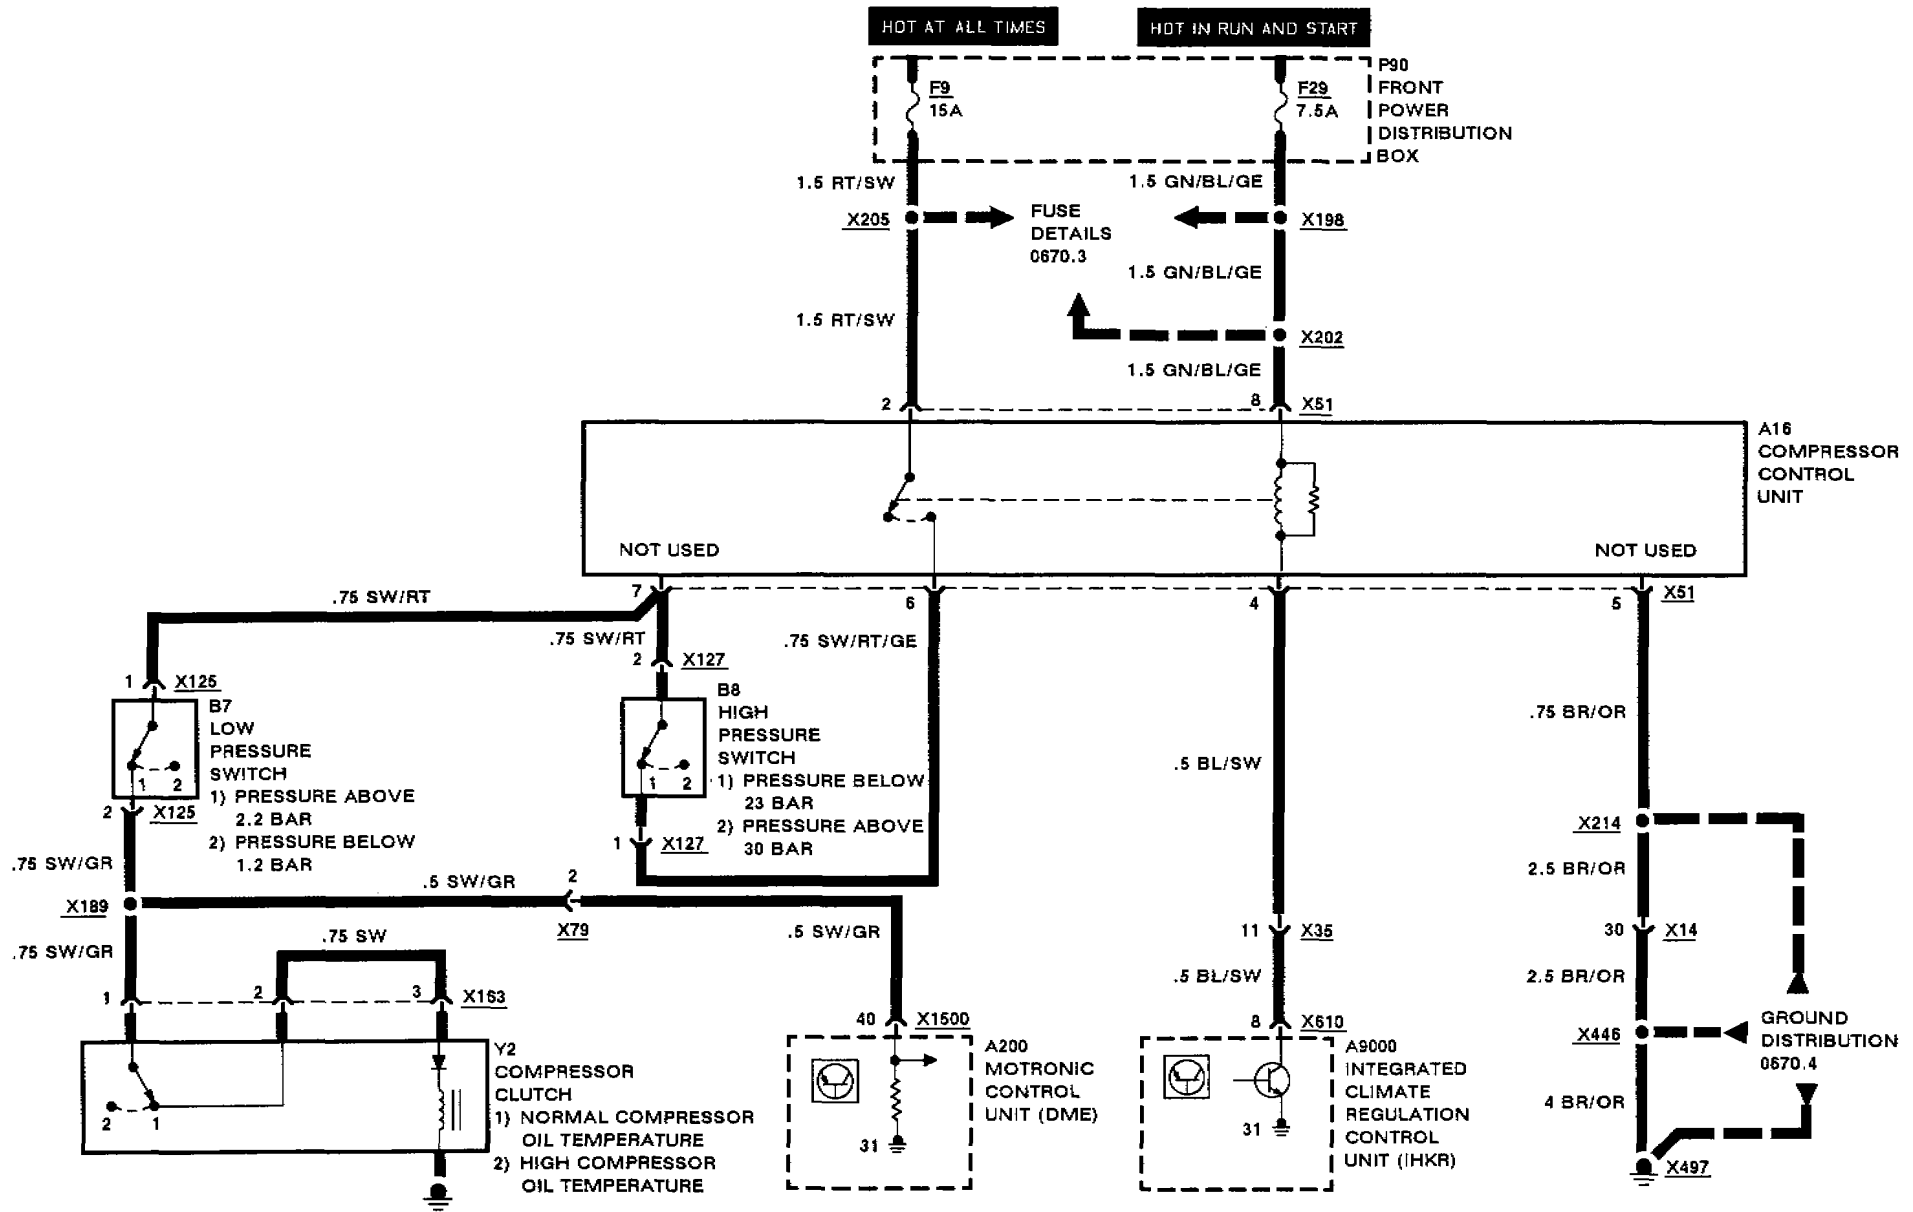 HOT AT ALL TIMES
HOT IN RUN AND START
P90
FRONT
POWER
DISTRIBUTION
BOX
F9
15A
F29
7.5A
1.5 RT/SW
1.5 GN/BL/GE
X205
FUSE
DETAILS
0670.3
X198
1.5 GN/BL/GE
1.5 RT/SW
X202
1.5 GN/BL/GE
2
8
X51
A16
COMPRESSOR
CONTROL
UNIT
NOT USED
NOT USED
7
6
4
5
X51
.75 SW/RT
.75 SW/RT
.75 SW/RT/GE
2
X127
1
X125
B7
LOW
PRESSURE
SWITCH
1) PRESSURE ABOVE
2.2 BAR
2) PRESSURE BELOW
1.2 BAR
1 2
2
X125
B8
HIGH
PRESSURE
SWITCH
1) PRESSURE BELOW
23 BAR
2) PRESSURE ABOVE
30 BAR
1 2
1
X127
.75 BR/OR
.5 BL/SW
X214
2.5 BR/OR
.75 SW/GR
X189
.5 SW/GR
2
X79
.5 SW/GR
11
X35
30
X14
.75 SW/GR
.75 SW
.5 BL/SW
2.5 BR/OR
1
2
3
X163
40
X1500
8
X610
X446
GROUND
DISTRIBUTION
0670.4
Y2
COMPRESSOR
CLUTCH
1) NORMAL COMPRESSOR
OIL TEMPERATURE
2) HIGH COMPRESSOR
OIL TEMPERATURE
2 1
A200
MOTRONIC
CONTROL
UNIT (DME)
31
A9000
INTEGRATED
CLIMATE
REGULATION
CONTROL
UNIT (IHKR)
31
4 BR/OR
X497